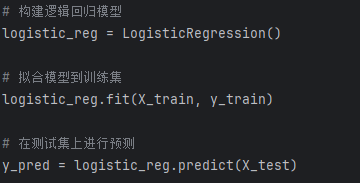 # 构建逻辑回归模型
logistic_reg = LogisticRegression()
# 拟合模型到训练集
logistic_reg.fit(X_train, y_train)
# 在测试集上进行预测
y_pred = logistic_reg.predict(X_test)